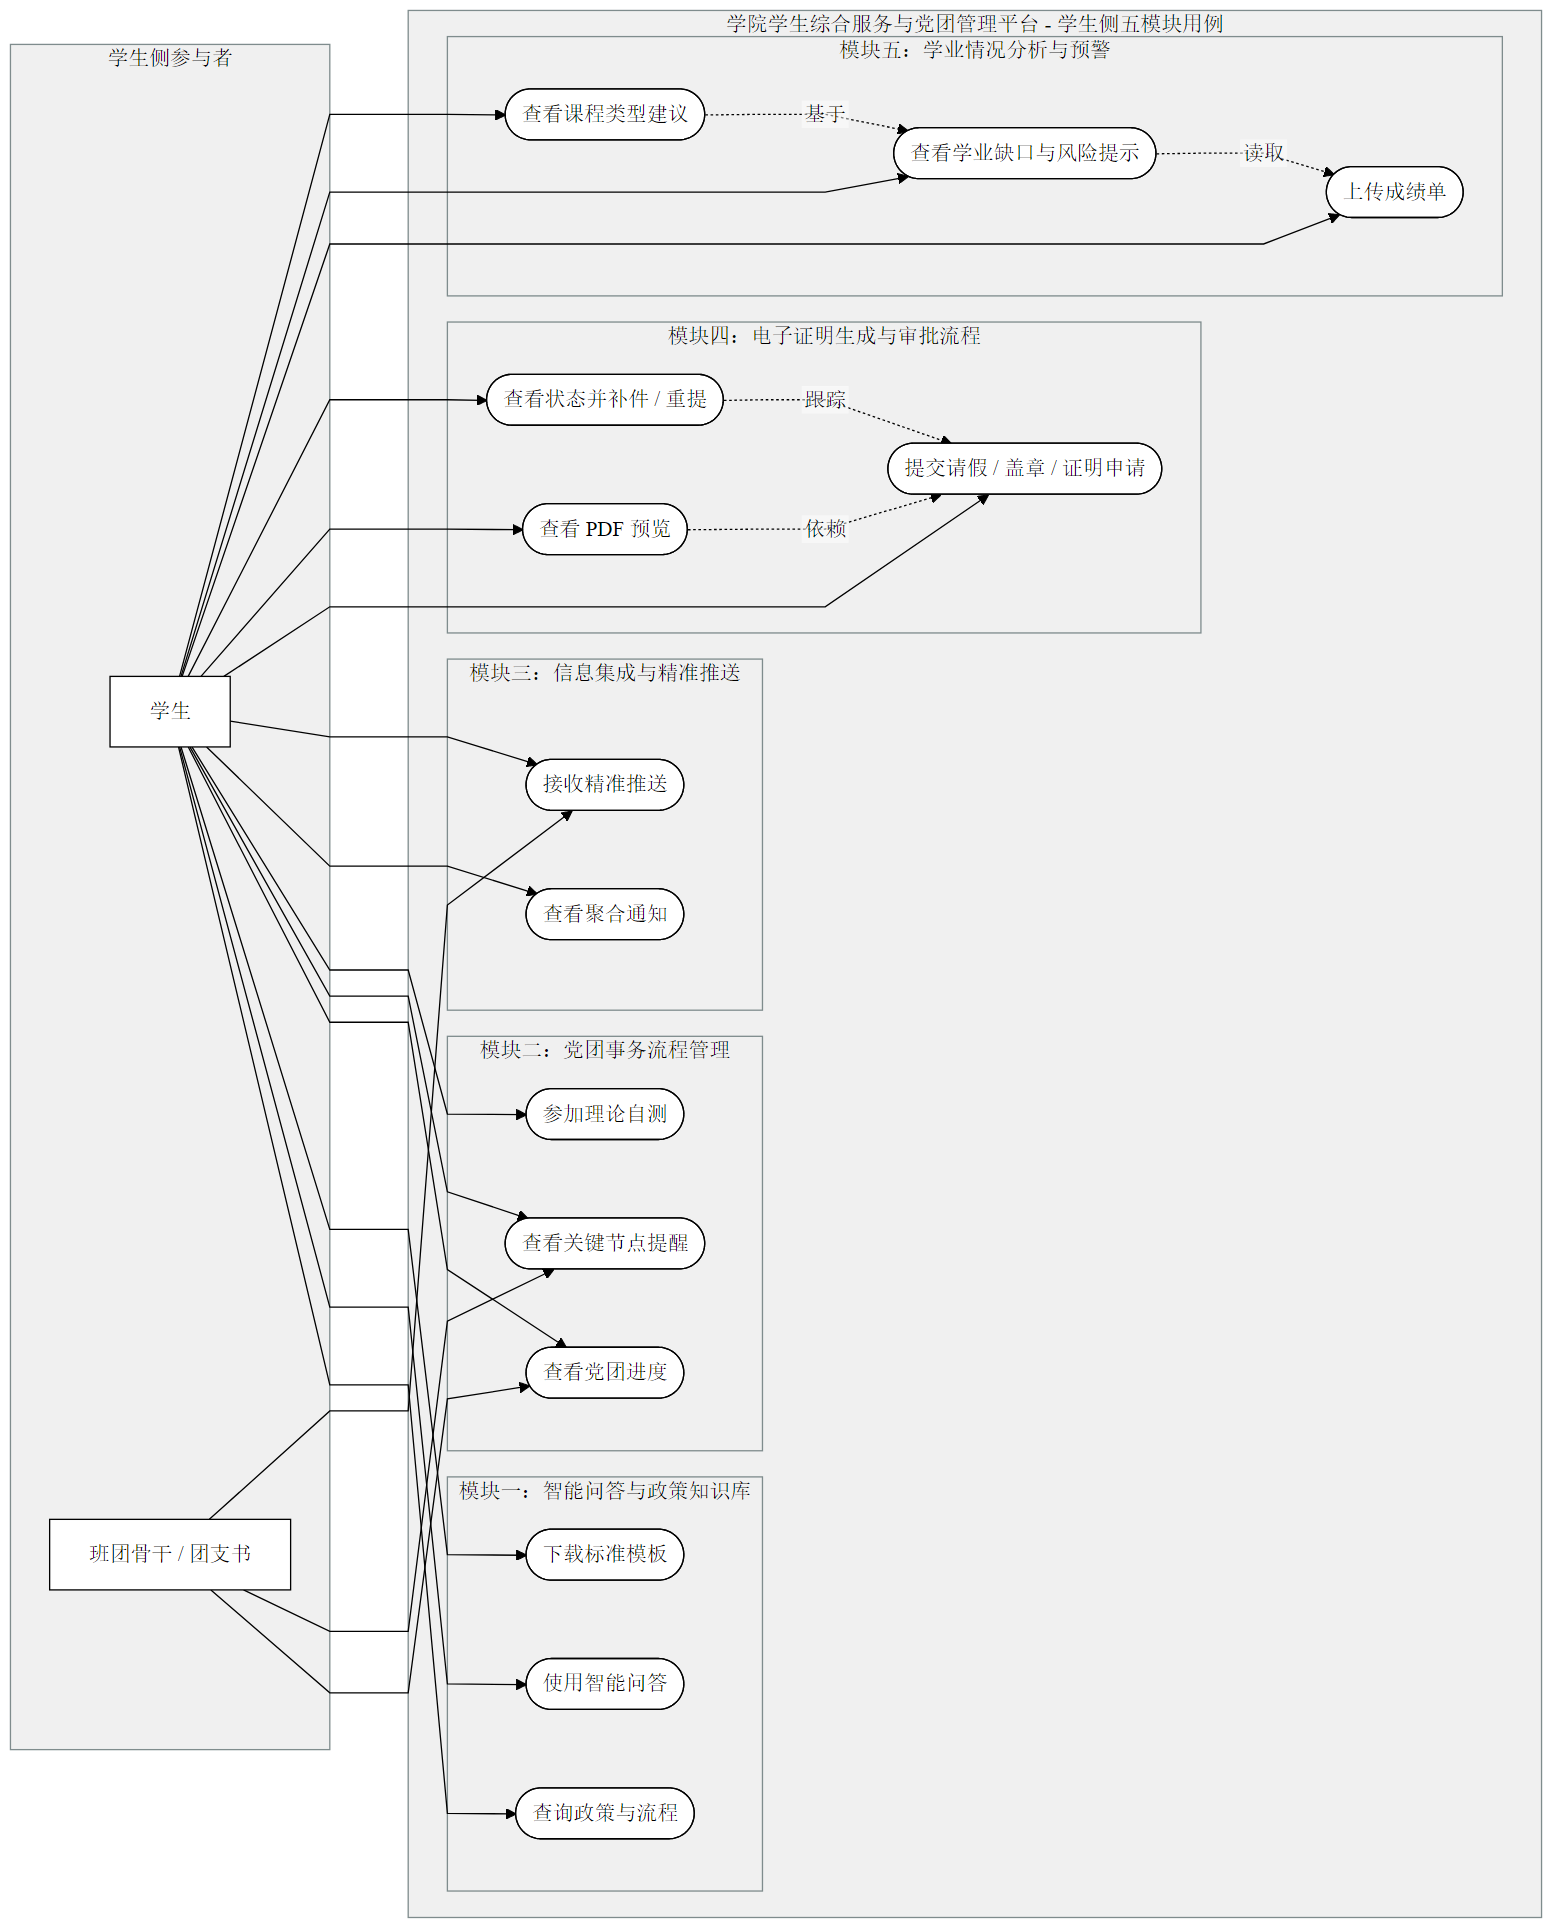 学院学生综合服务与党团管理平台 - 学生侧五模块用例
学生侧参与者
模块五：学业情况分析与预警
查看课程类型建议
基于
查看学业缺口与风险提示
读取
上传成绩单
模块四：电子证明生成与审批流程
查看状态并补件 / 重提
跟踪
提交请假 / 盖章 / 证明申请
查看 PDF 预览
依赖
模块三：信息集成与精准推送
学生
接收精准推送
查看聚合通知
模块二：党团事务流程管理
参加理论自测
查看关键节点提醒
查看党团进度
模块一：智能问答与政策知识库
下载标准模板
班团骨干 / 团支书
使用智能问答
查询政策与流程